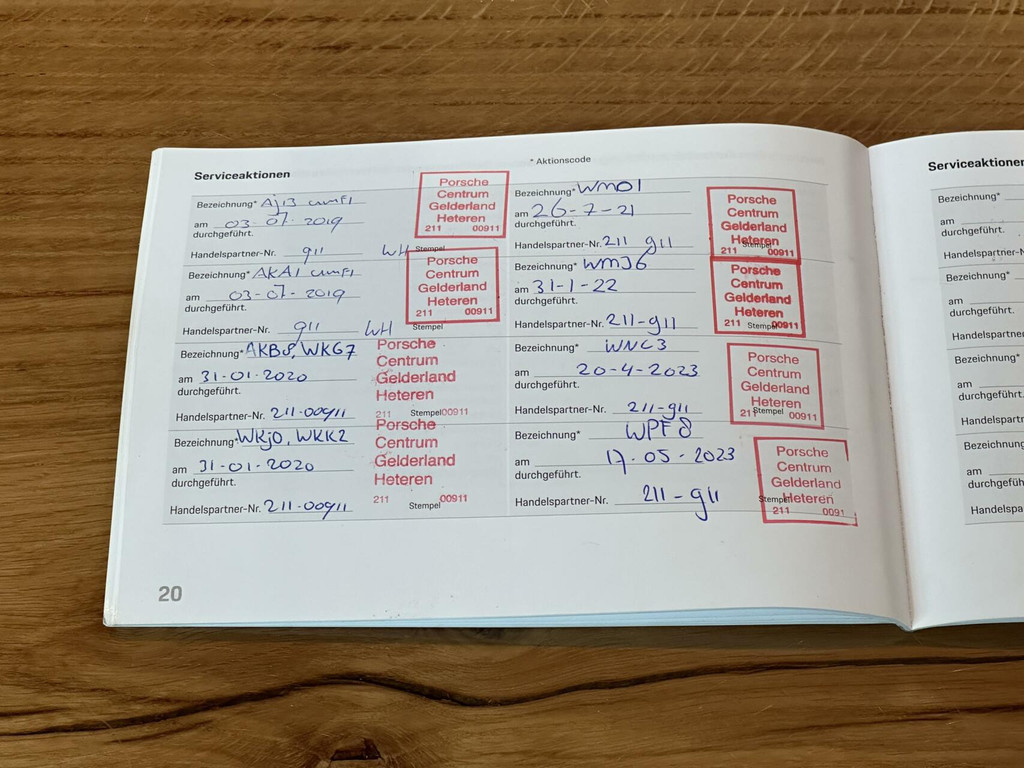 Serviceaktionen
* Aktionscode
Bezeichnung* Aj13
am 03-07-2019
durchgeführt.
Handelspartner-Nr. 911 WH
Stempel
Porsche
Centrum
Gelderland
Heteren
211 00911
Bezeichnung* AKA1
am 03-07-2019
durchgeführt.
Handelspartner-Nr. 911 WH
Stempel
Porsche
Centrum
Gelderland
Heteren
211 00911
Bezeichnung* AKB8, WKG7
am 31-01-2020
durchgeführt.
Handelspartner-Nr. 211-00911
Stempel
Porsche
Centrum
Gelderland
Heteren
211 00911
Bezeichnung* WKj0, WKK2
am 31-01-2020
durchgeführt.
Handelspartner-Nr. 211-00911
Stempel
Porsche
Centrum
Gelderland
Heteren
211 00911
Bezeichnung* WMD1
am 26-7-21
durchgeführt.
Handelspartner-Nr. 211 911
Stempel
Porsche
Centrum
Gelderland
Heteren
211 00911
Bezeichnung* WMJ6
am 31-1-22
durchgeführt.
Handelspartner-Nr. 211-911
Stempel
Porsche
Centrum
Gelderland
Heteren
211 00911
Bezeichnung* WNC3
am 20-4-2023
durchgeführt.
Handelspartner-Nr. 211-911
Stempel
Porsche
Centrum
Gelderland
Heteren
211 00911
Bezeichnung* WPF8
am 17-05-2023
durchgeführt.
Handelspartner-Nr. 211-911
Stempel
Porsche
Centrum
Gelderland
Heteren
211 0091
20
Serviceaktionen
Bezeichnung*
am
durchgeführt.
Handelspartn
Bezeichnung*
am
durchgeführt.
Handelspartn
Bezeichnung*
am
durchgeführt
Handelspart
Bezeichnung
am
durchgefüh
Handelspa